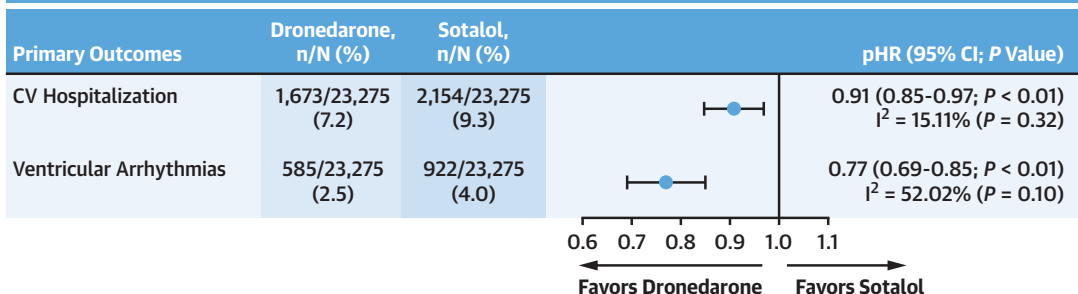 Primary Outcomes Dronedarone, n/N (%) Sotalol, n/N (%) pHR (95% CI; P Value)
CV Hospitalization 1,673/23,275 2,154/23,275 0.91 (0.85-0.97; P < 0.01)
(7.2) (9.3) I² = 15.11% (P = 0.32)
Ventricular Arrhythmias 585/23,275 922/23,275 0.77 (0.69-0.85; P < 0.01)
(2.5) (4.0) I² = 52.02% (P = 0.10)
0.6 0.7 0.8 0.9 1.0 1.1
Favors Dronedarone Favors Sotalol